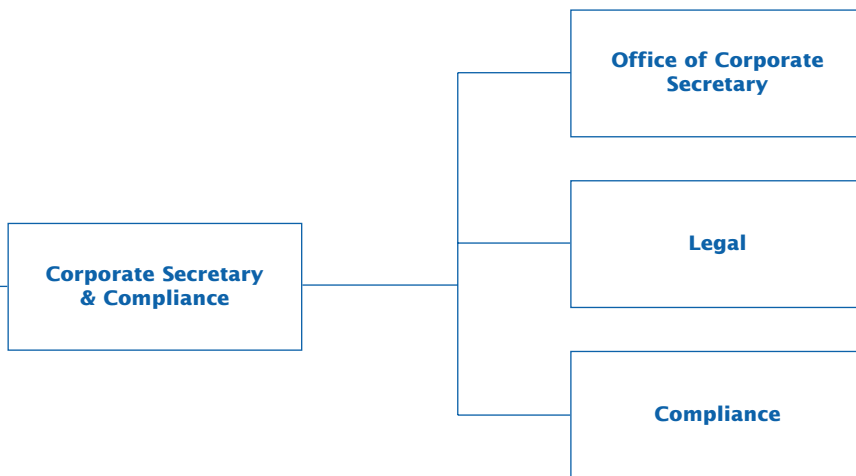 Office of Corporate
Secretary
Legal
Corporate Secretary
& Compliance
Compliance